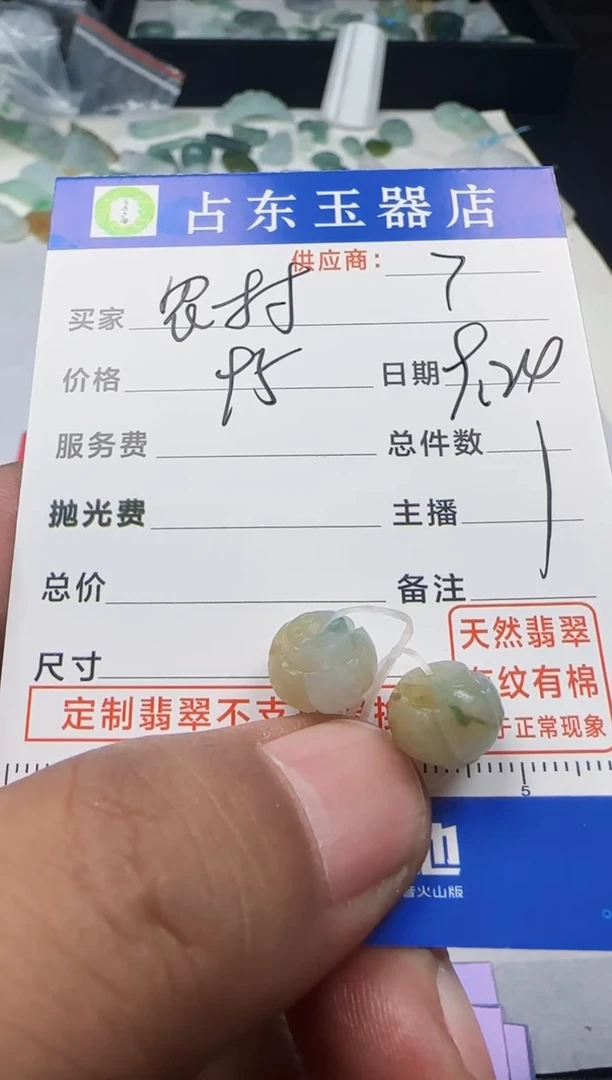 占东玉器店
供应商: 7
买家 农村
价格 95 日期 9.24
服务费 总件数 1
抛光费 主播
总价 备注
尺寸
天然翡翠
纹有棉
正常现象
定制翡翠不支
5
火山版